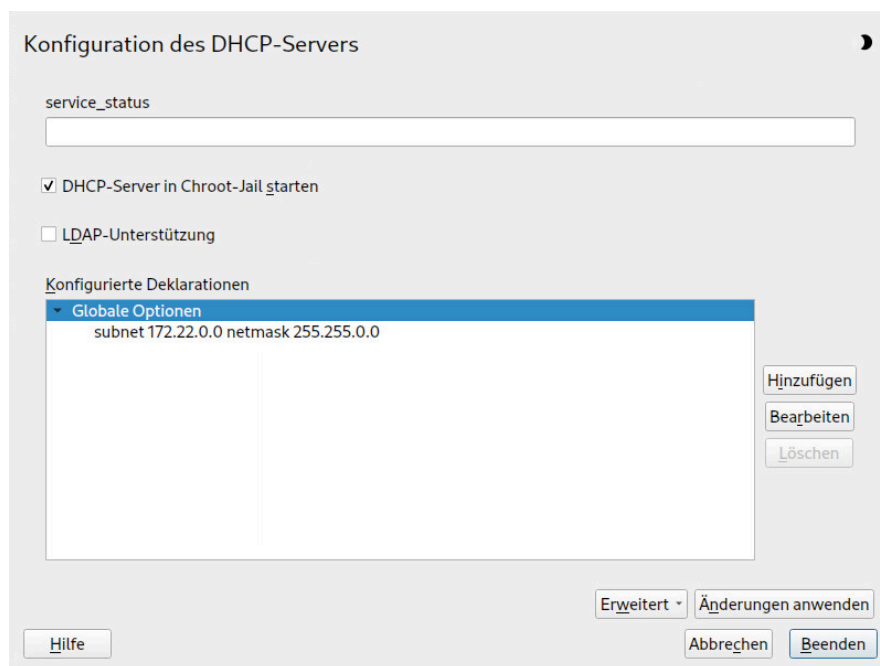 Konfiguration des DHCP-Servers
service_status
DHCP-Server in Chroot-Jail starten
LDAP-Unterstützung
Konfigurierte Deklarationen
Globale Optionen
subnet 172.22.0.0 netmask 255.255.0.0
Hinzufügen
Bearbeiten
Löschen
Erweitert
Änderungen anwenden
Hilfe
Abbrechen
Beenden